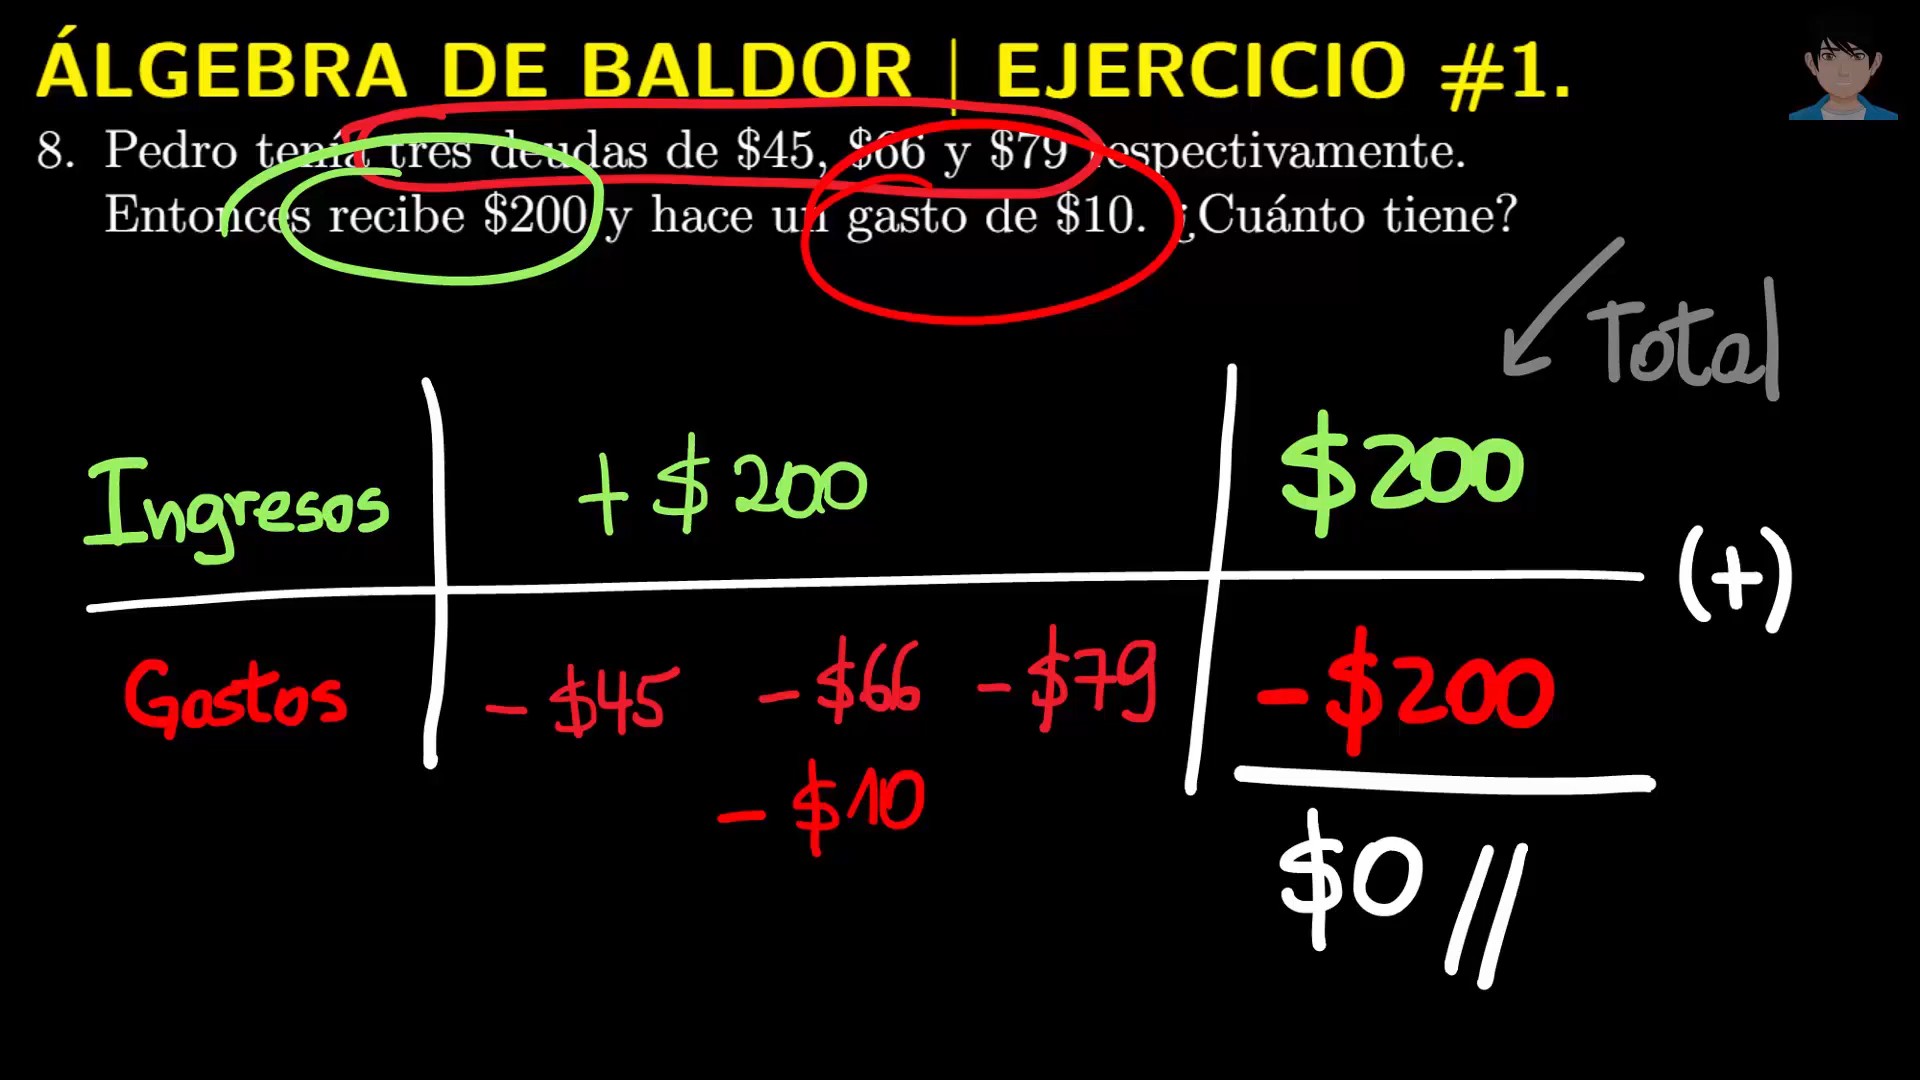 ÁLGEBRA DE BALDOR | EJERCICIO #1.
8. Pedro tenía tres deudas de $45, $66 y $79 respectivamente.
Entonces recibe $200 y hace un gasto de $10. ¿Cuánto tiene?
Total
Ingresos + $200 $200
(+)
Gastos - $45 - $66 - $79 - $200
- $10
$0 //